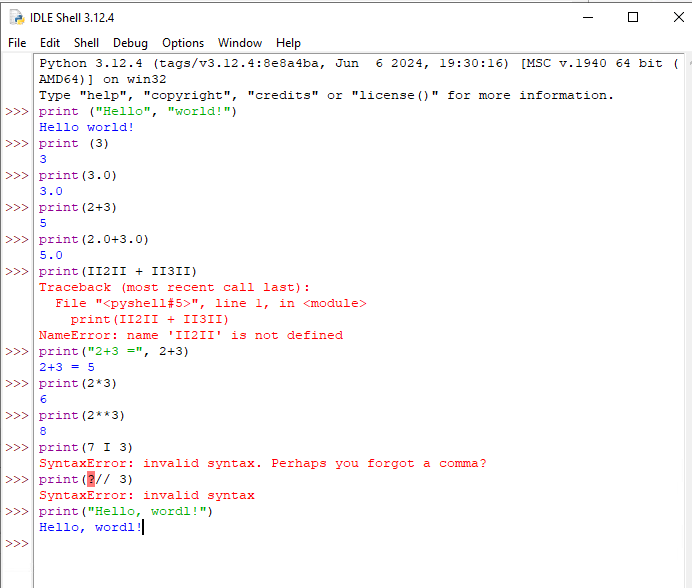 IDLE Shell 3.12.4
File Edit Shell Debug Options Window Help
Python 3.12.4 (tags/v3.12.4:8e8a4ba, Jun  6 2024, 19:30:16) [MSC v.1940 64 bit (
AMD64)] on win32
Type "help", "copyright", "credits" or "license()" for more information.
>>> print ("Hello", "world!")
Hello world!
>>> print (3)
3
>>> print(3.0)
3.0
>>> print(2+3)
5
>>> print(2.0+3.0)
5.0
>>> print(II2II + II3II)
Traceback (most recent call last):
  File "<pyshell#5>", line 1, in <module>
    print(II2II + II3II)
NameError: name 'II2II' is not defined
>>> print("2+3 =", 2+3)
2+3 = 5
>>> print(2*3)
6
>>> print(2**3)
8
>>> print(7 I 3)
SyntaxError: invalid syntax. Perhaps you forgot a comma?
>>> print(?// 3)
SyntaxError: invalid syntax
>>> print("Hello, wordl!")
Hello, wordl!
>>>